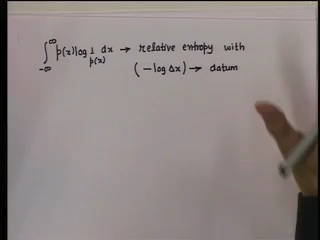 ∫_{-∞}^{∞} p(x) log 1/p(x) dx → relative entropy with
(− log Δx) → datum